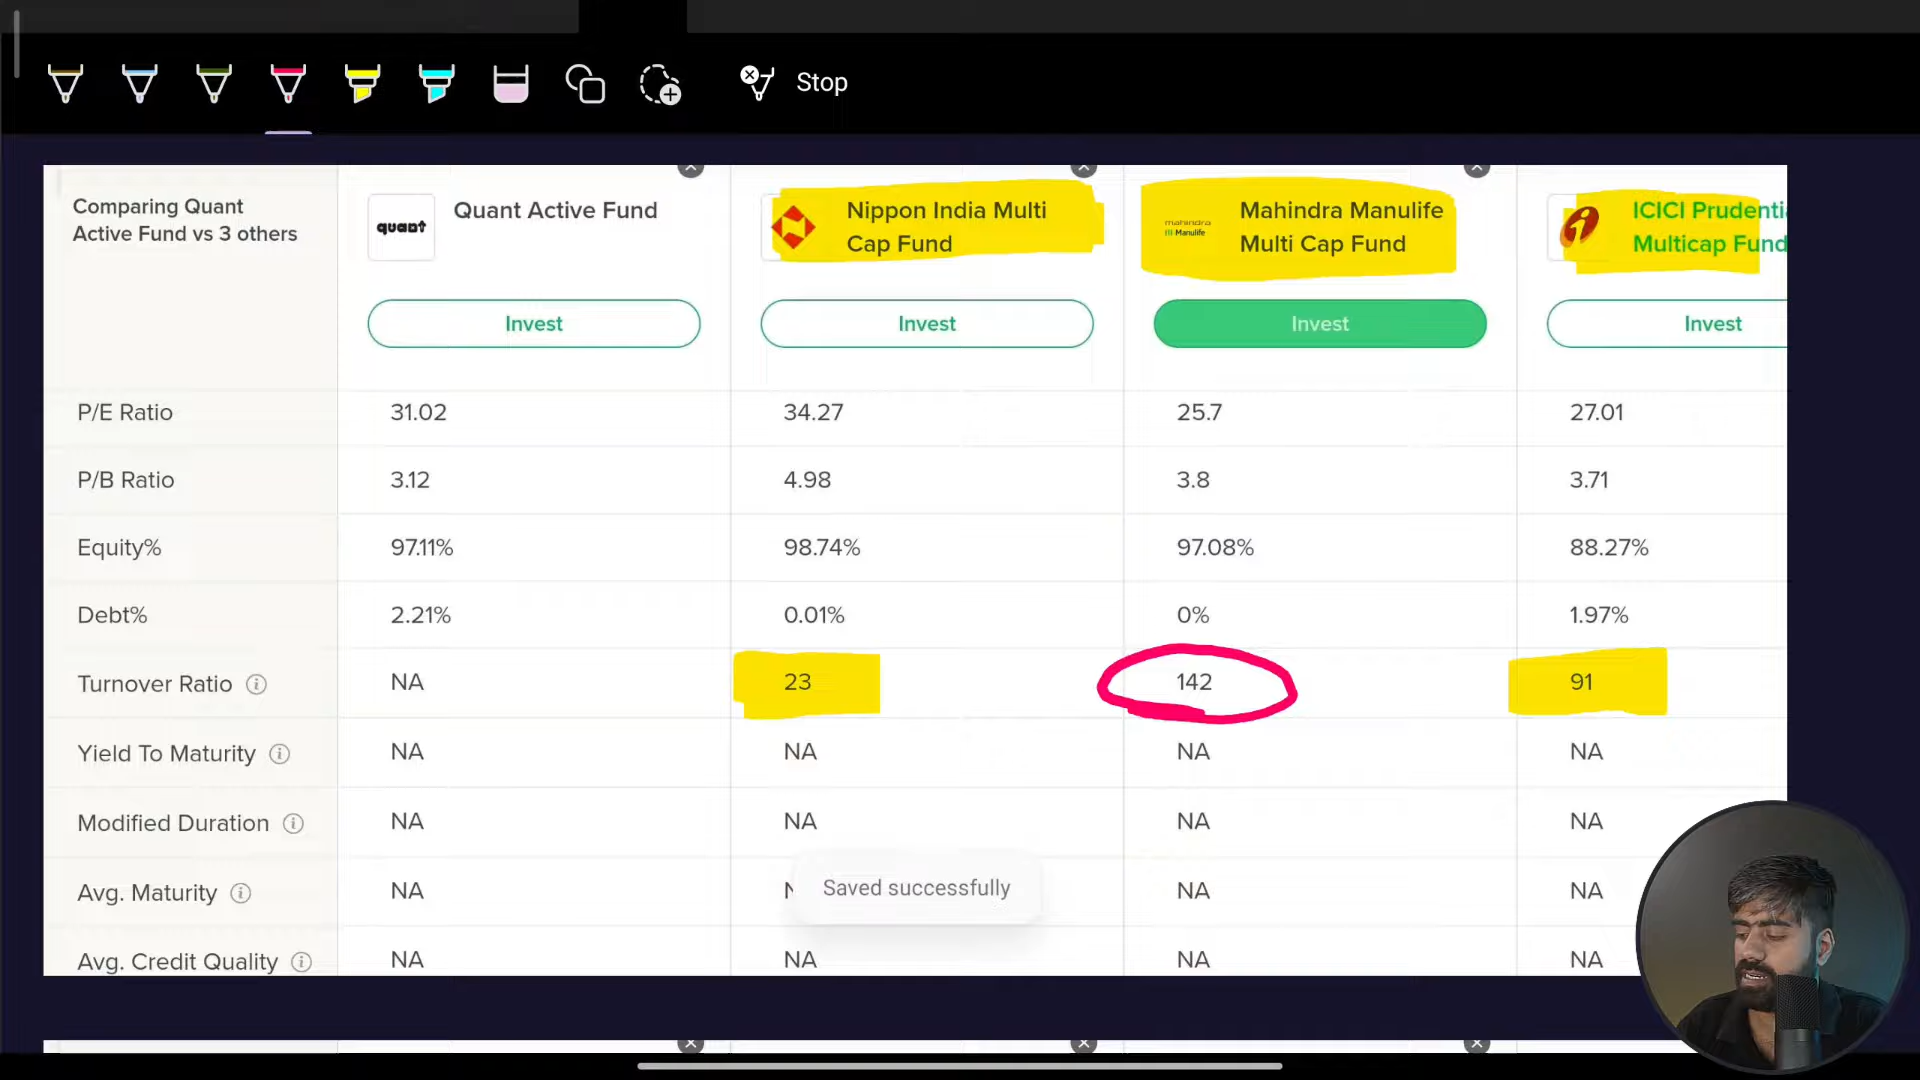 Stop
Comparing Quant
Active Fund vs 3 others
quant
Quant Active Fund
Invest
Nippon India Multi
Cap Fund
Invest
mahindra
Manulife
Mahindra Manulife
Multi Cap Fund
Invest
ICICI Prudentia
Multicap Fund
Invest
P/E Ratio 31.02 34.27 25.7 27.01
P/B Ratio 3.12 4.98 3.8 3.71
Equity% 97.11% 98.74% 97.08% 88.27%
Debt% 2.21% 0.01% 0% 1.97%
Turnover Ratio NA 23 142 91
Yield To Maturity NA NA NA NA
Modified Duration NA NA NA NA
Avg. Maturity NA NA NA
Saved successfully
Avg. Credit Quality NA NA NA NA